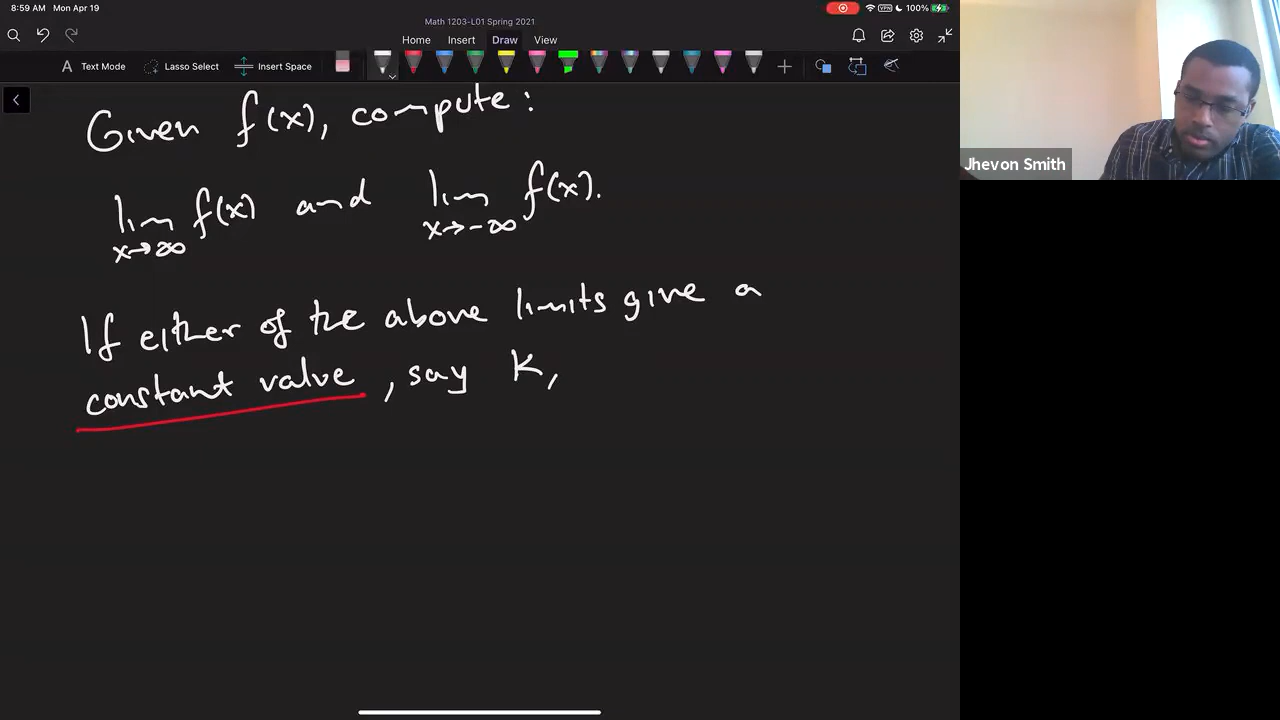 8:59 AM Mon Apr 19
VPN 100%
Math 1203-L01 Spring 2021
Home Insert Draw View
A Text Mode Lasso Select Insert Space
Given f(x), compute:
lim f(x) and lim f(x).
x→∞ x→-∞
If either of the above limits give a
constant value, say K,
Jhevon Smith